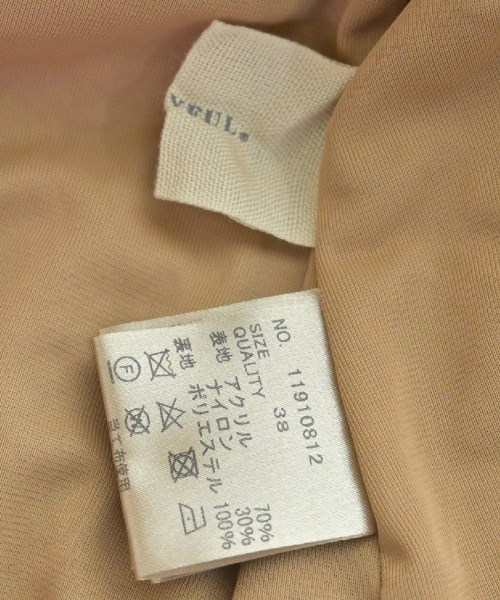 veUL.
NO. 11910812
SIZE 38
QUALITY
表地 アクリル 70%
ナイロン 30%
裏地 ポリエステル 100%
F
当て布使用